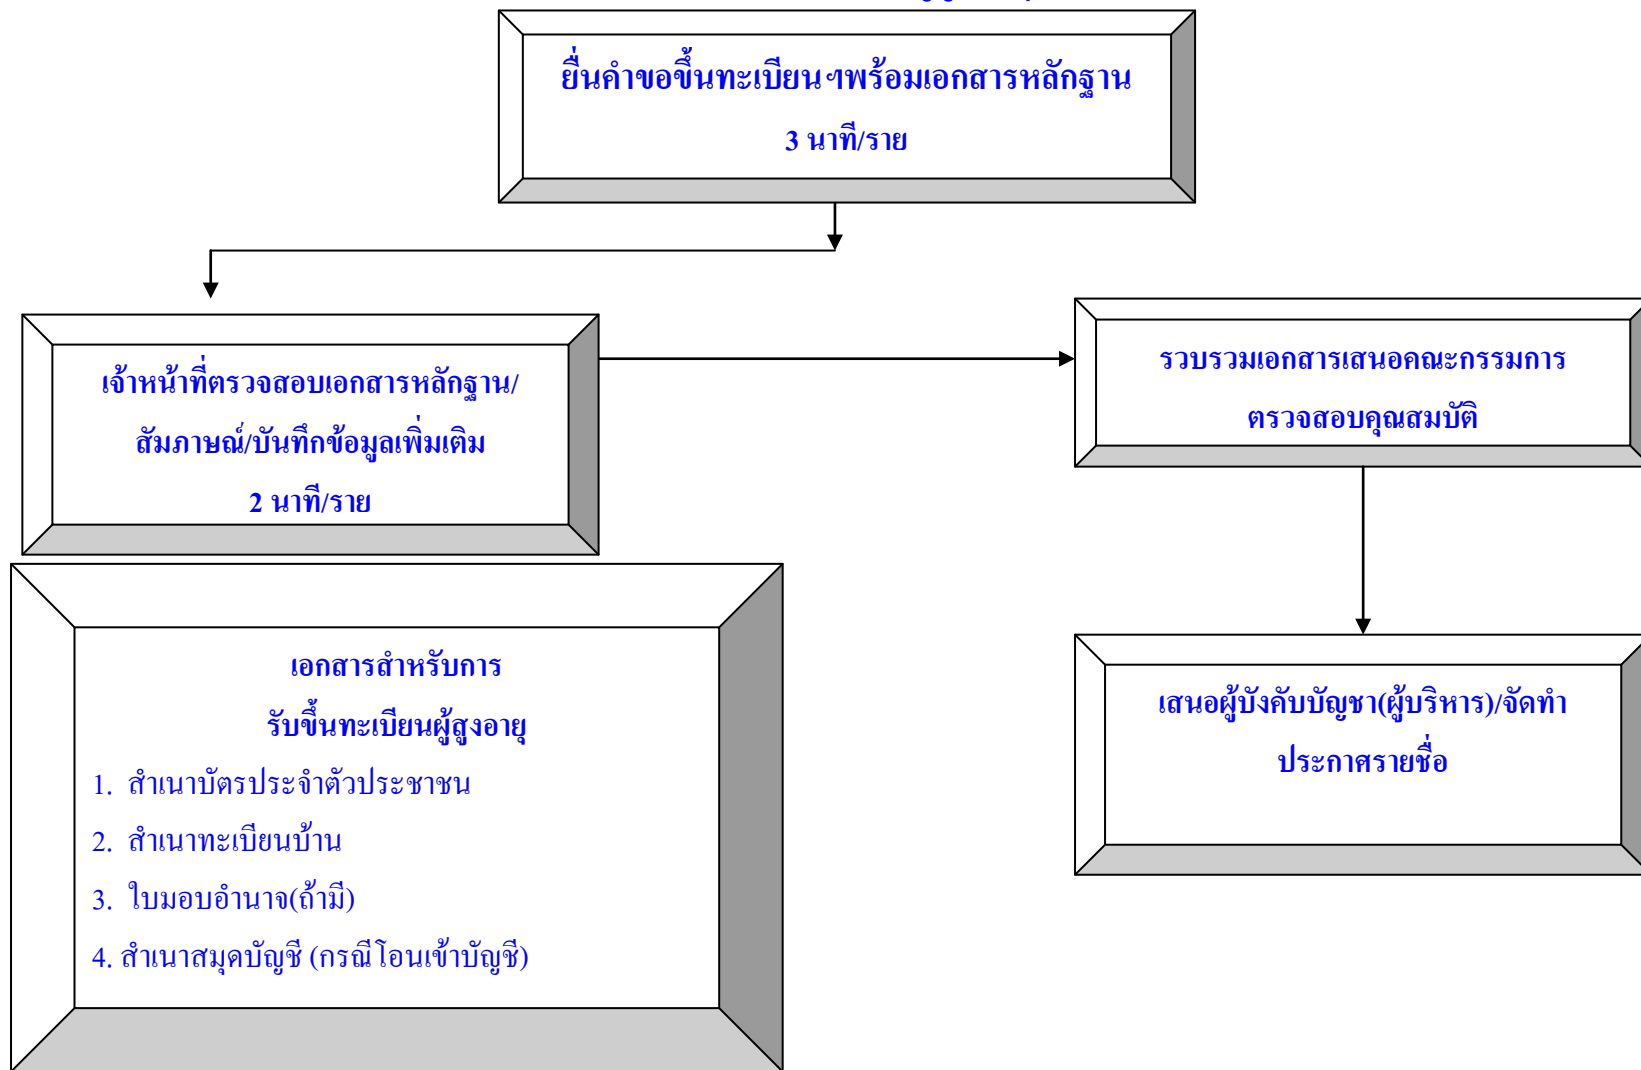 ยื่นคำขอขึ้นทะเบียนฯพร้อมเอกสารหลักฐาน
3 นาที/ราย
เจ้าหน้าที่ตรวจสอบเอกสารหลักฐาน/
สัมภาษณ์/บันทึกข้อมูลเพิ่มเติม
2 นาที/ราย
รวบรวมเอกสารเสนอคณะกรรมการ
ตรวจสอบคุณสมบัติ
เอกสารสำหรับการ
รับขึ้นทะเบียนผู้สูงอายุ
1. สำเนาบัตรประจำตัวประชาชน
2. สำเนาทะเบียนบ้าน
3. ใบมอบอำนาจ(ถ้ามี)
4. สำเนาสมุดบัญชี (กรณีโอนเข้าบัญชี)
เสนอผู้บังคับบัญชา(ผู้บริหาร)/จัดทำ
ประกาศรายชื่อ